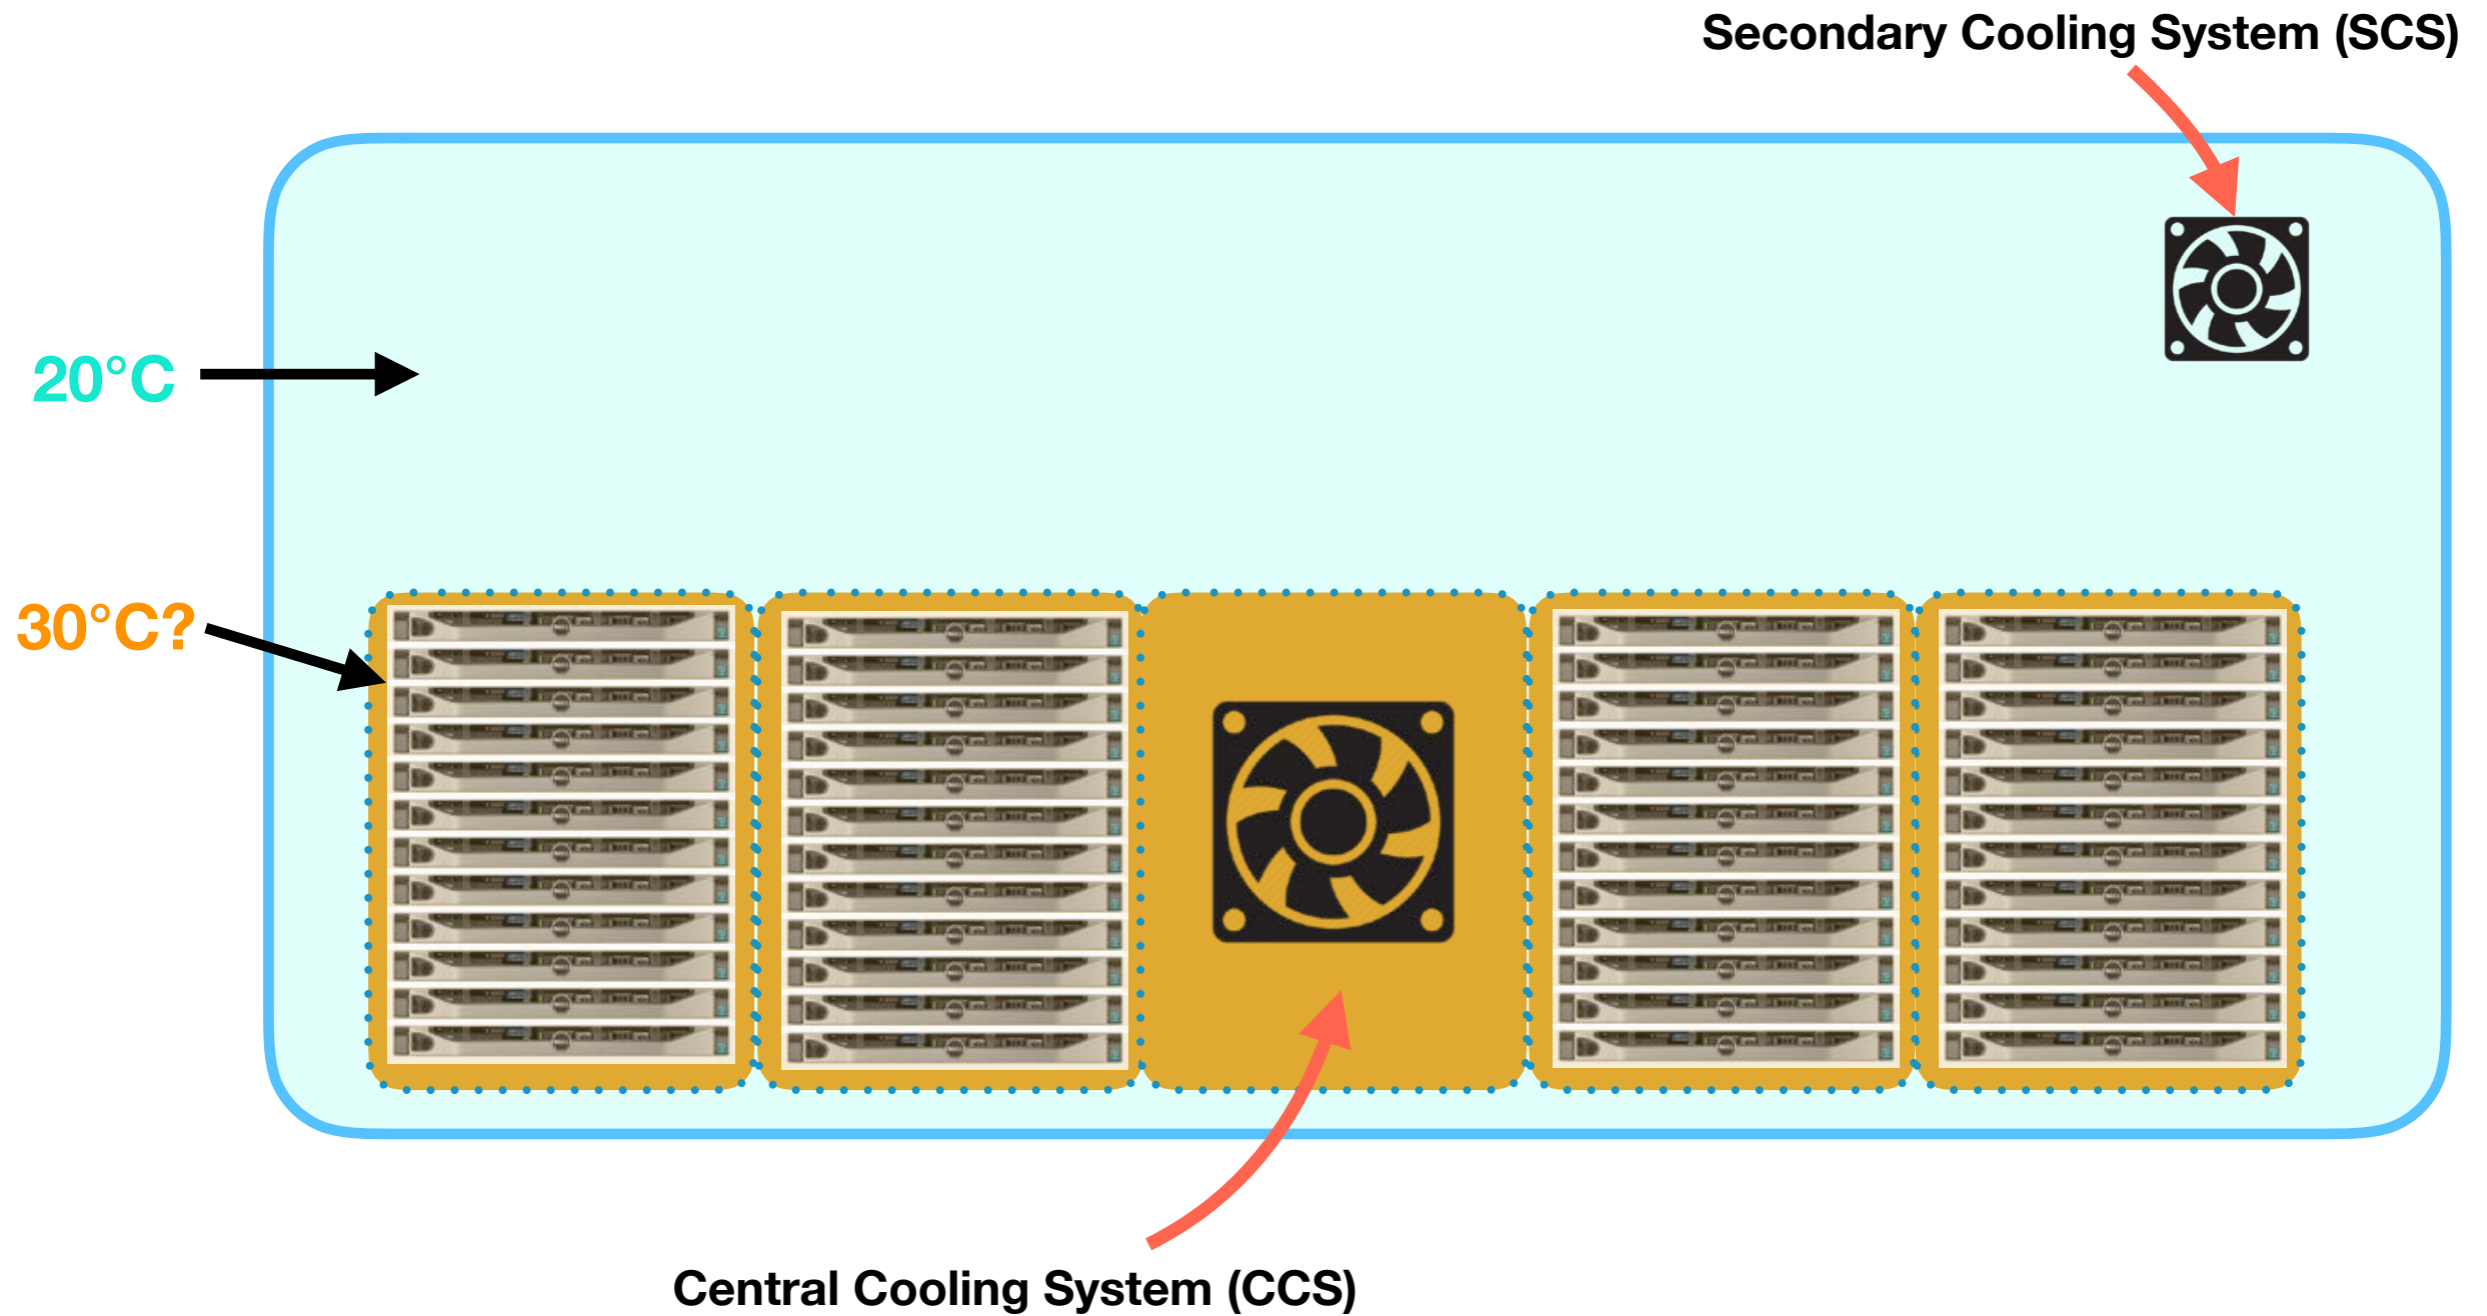 Secondary Cooling System (SCS)
20°C
30°C?
Central Cooling System (CCS)